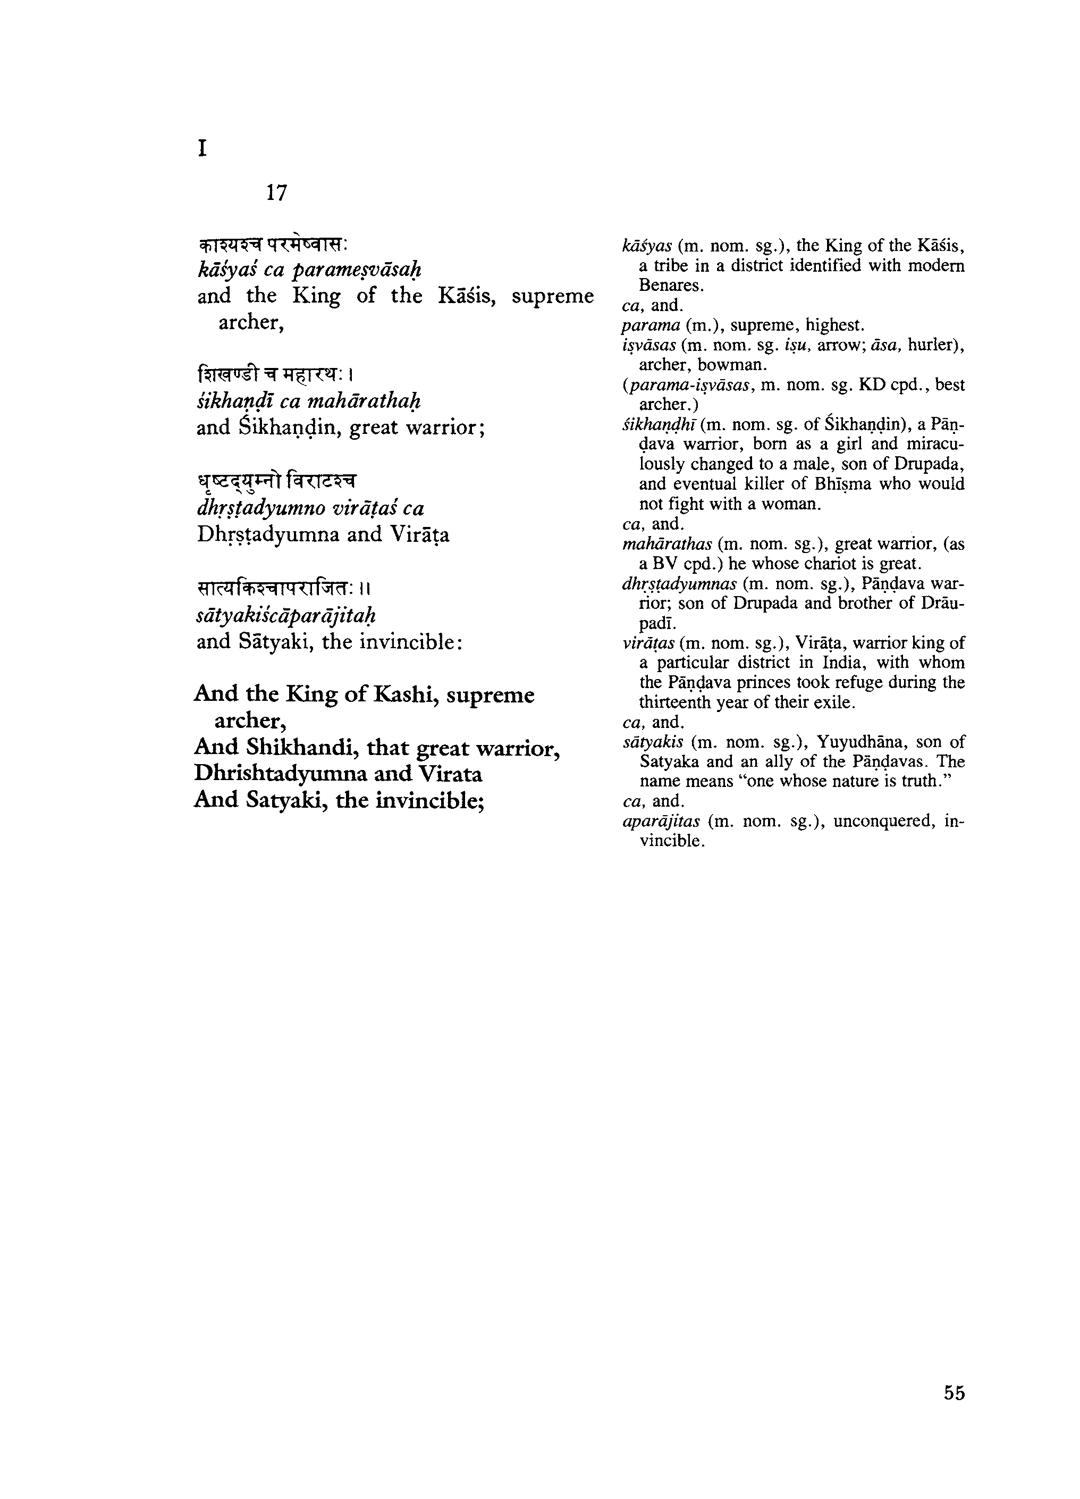 I
17
काश्यश्च परमेष्वासः
kāśyaś ca parameṣvāsaḥ
and the King of the Kāśis, supreme
archer,
शिखण्डी च महारथः।
śikhaṇḍī ca mahārathaḥ
and Śikhaṇḍin, great warrior;
धृष्टद्युम्नो विराटश्च
dhṛṣṭadyumno virāṭaś ca
Dhṛṣṭadyumna and Virāṭa
सात्यकिश्चापराजितः।।
sātyakiścāparājitaḥ
and Sātyaki, the invincible:
And the King of Kashi, supreme
archer,
And Shikhandi, that great warrior,
Dhrishtadyumna and Virata
And Satyaki, the invincible;
kāśyas (m. nom. sg.), the King of the Kāśis,
a tribe in a district identified with modern
Benares.
ca, and.
parama (m.), supreme, highest.
iṣvāsas (m. nom. sg. iṣu, arrow; āsa, hurler),
archer, bowman.
(parama-iṣvāsas, m. nom. sg. KD cpd., best
archer.)
śikhaṇḍhī (m. nom. sg. of Śikhaṇḍin), a Pāṇ-
ḍava warrior, born as a girl and miracu-
lously changed to a male, son of Drupada,
and eventual killer of Bhīṣma who would
not fight with a woman.
ca, and.
mahārathas (m. nom. sg.), great warrior, (as
a BV cpd.) he whose chariot is great.
dhṛṣṭadyumnas (m. nom. sg.), Pāṇḍava war-
rior; son of Drupada and brother of Drāu-
padī.
virāṭas (m. nom. sg.), Virāṭa, warrior king of
a particular district in India, with whom
the Pāṇḍava princes took refuge during the
thirteenth year of their exile.
ca, and.
sātyakis (m. nom. sg.), Yuyudhāna, son of
Satyaka and an ally of the Pāṇḍavas. The
name means “one whose nature is truth.”
ca, and.
aparājitas (m. nom. sg.), unconquered, in-
vincible.
55